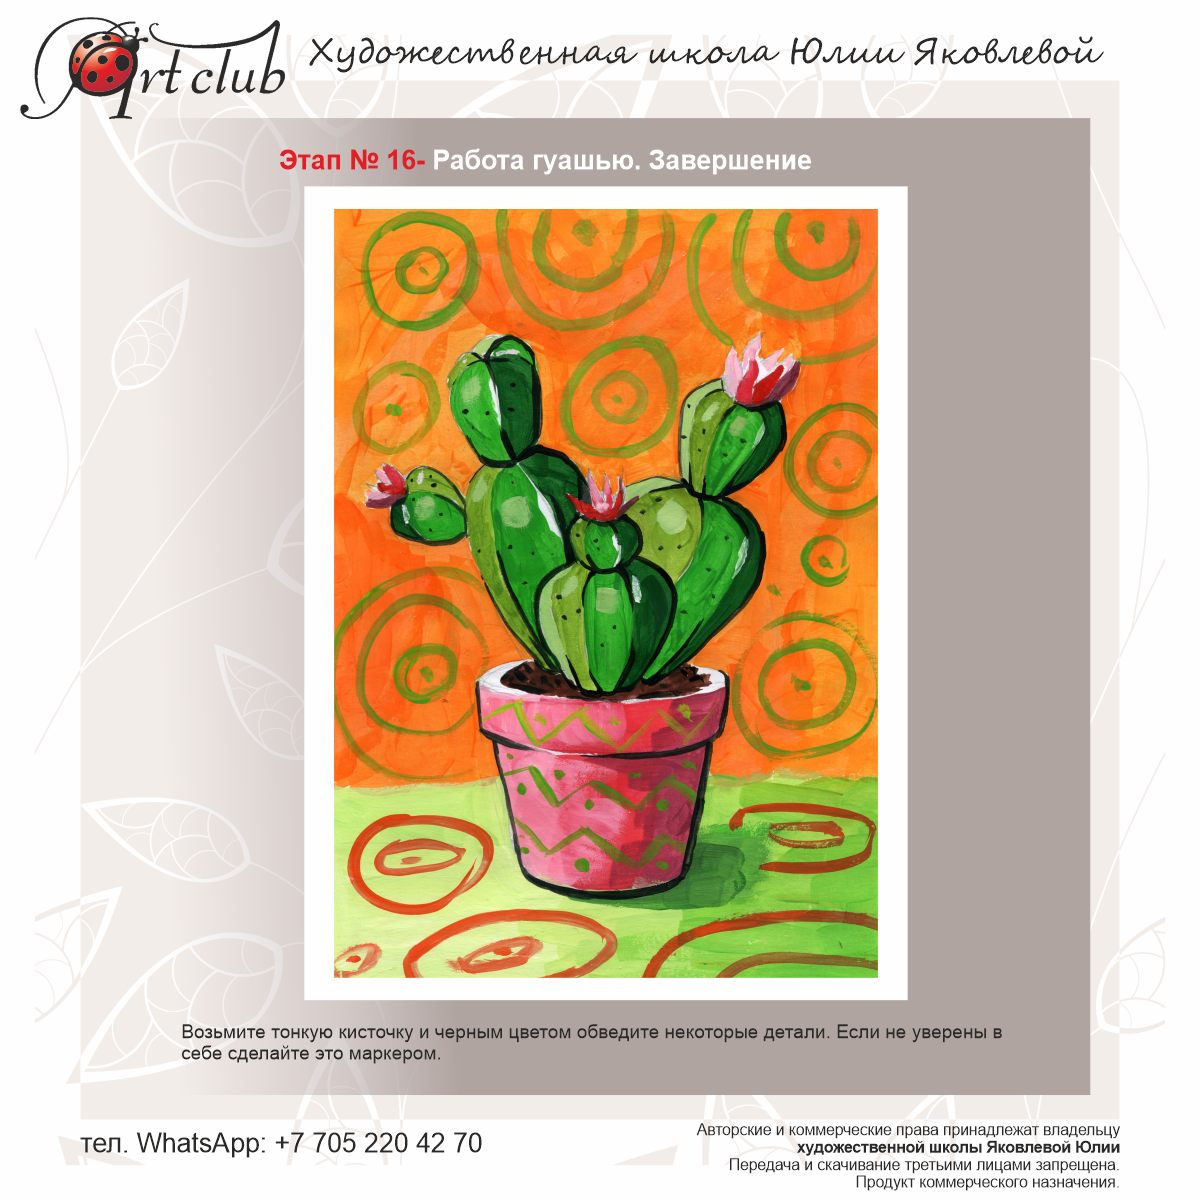 Art club
Художественная школа Юлии Яковлевой
Этап № 16- Работа гуашью. Завершение
Возьмите тонкую кисточку и черным цветом обведите некоторые детали. Если не уверены в
себе сделайте это маркером.
тел. WhatsApp: +7 705 220 42 70
Авторские и коммерческие права принадлежат владельцу
художественной школы Яковлевой Юлии
Передача и скачивание третьими лицами запрещена.
Продукт коммерческого назначения.